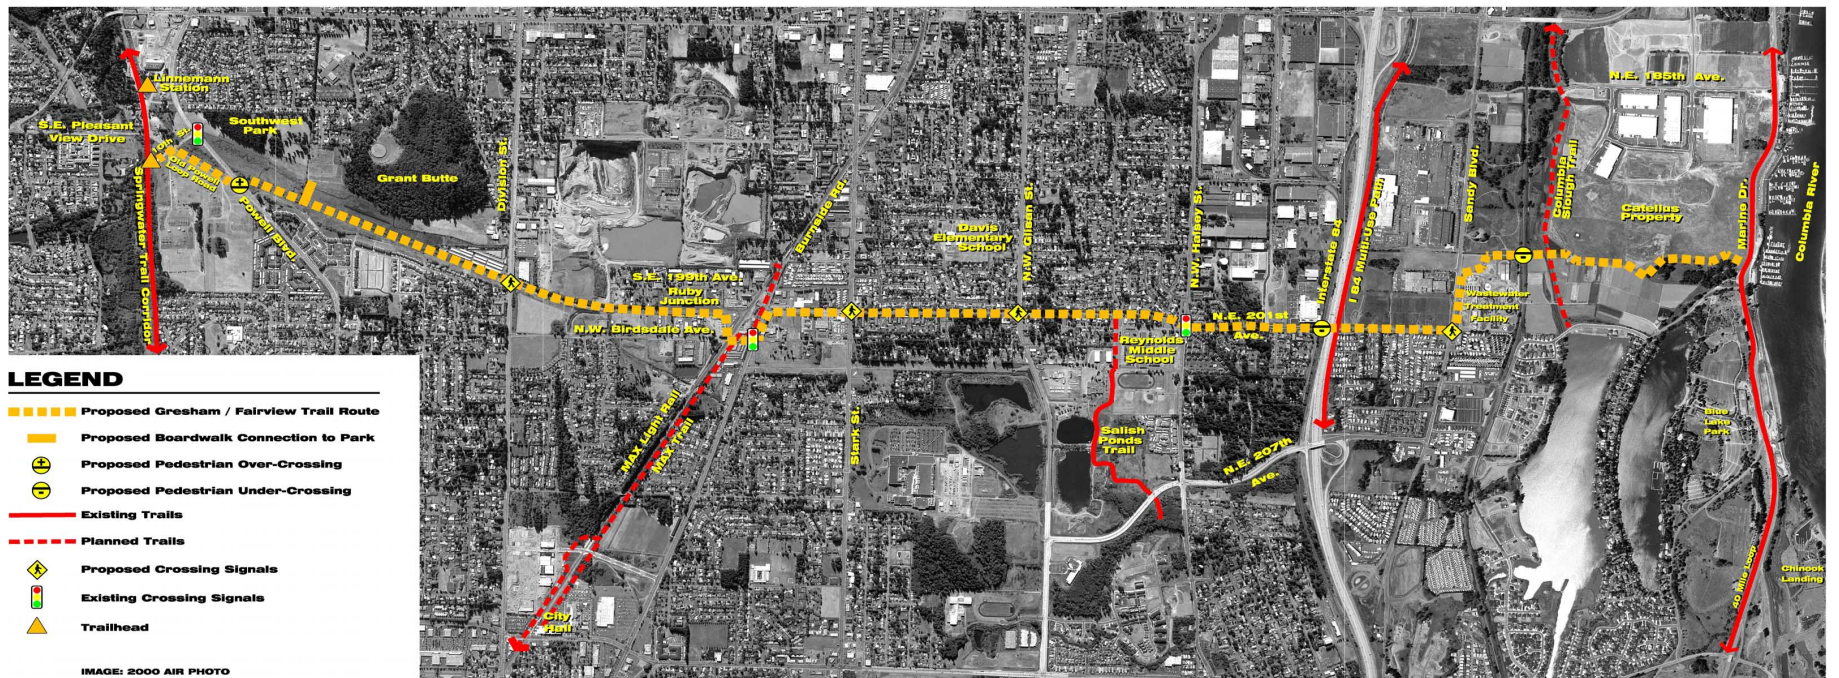 Linnemann
Station
S.E. Pleasant
View Drive
10th St.
Southwest
Park
Old Powell
Loop Road
Grant Butte
Springwater Trail Corridor
Powell Blvd.
Division St.
Burnside Rd.
S.E. 199th Ave.
Ruby
Junction
N.W. Birdsdale Ave.
MAX Light Rail
MAX Trail
City
Hall
Stark St.
Davis
Elementary
School
N.W. Glisan St.
N.W. Halsey St.
Reynolds
Middle
School
N.E. 201st
Ave.
Salish
Ponds
Trail
N.E. 207th
Ave.
Interstate 84
I 84 Multi-Use Path
Sandy Blvd.
Wastewater
Treatment
Facility
Columbia
Slough Trail
N.E. 185th Ave.
Catellus
Property
Marine Dr.
Columbia River
Blue
Lake
Park
40 Mile Loop
Chinook
Landing
LEGEND
Proposed Gresham / Fairview Trail Route
Proposed Boardwalk Connection to Park
Proposed Pedestrian Over-Crossing
Proposed Pedestrian Under-Crossing
Existing Trails
Planned Trails
Proposed Crossing Signals
Existing Crossing Signals
Trailhead
IMAGE: 2000 AIR PHOTO